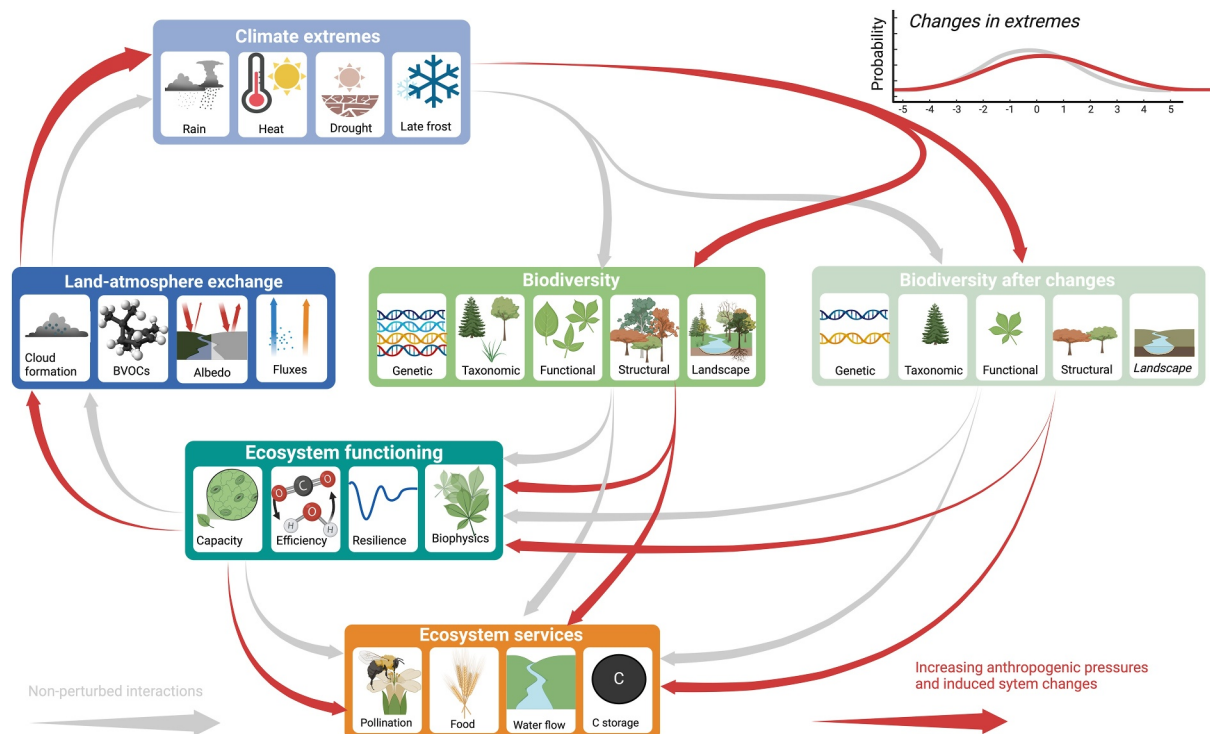 Climate extremes
Rain
Heat
Drought
Late frost
Changes in extremes
Probability
-5 -4 -3 -2 -1 0 1 2 3 4 5
Land-atmosphere exchange
Cloud
formation
BVOCs
Albedo
Fluxes
Biodiversity
Genetic
Taxonomic
Functional
Structural
Landscape
Biodiversity after changes
Genetic
Taxonomic
Functional
Structural
Landscape
Ecosystem functioning
Capacity
O C O
H O H
Efficiency
Resilience
Biophysics
Ecosystem services
Pollination
Food
Water flow
C
C storage
Non-perturbed interactions
Increasing anthropogenic pressures
and induced sytem changes